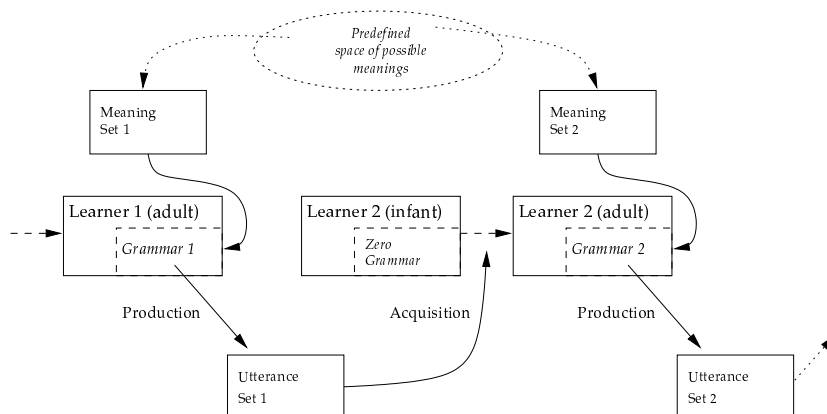 Predefined
space of possible
meanings
Meaning
Set 1
Meaning
Set 2
Learner 1 (adult)
Grammar 1
Learner 2 (infant)
Zero
Grammar
Learner 2 (adult)
Grammar 2
Production
Acquisition
Production
Utterance
Set 1
Utterance
Set 2